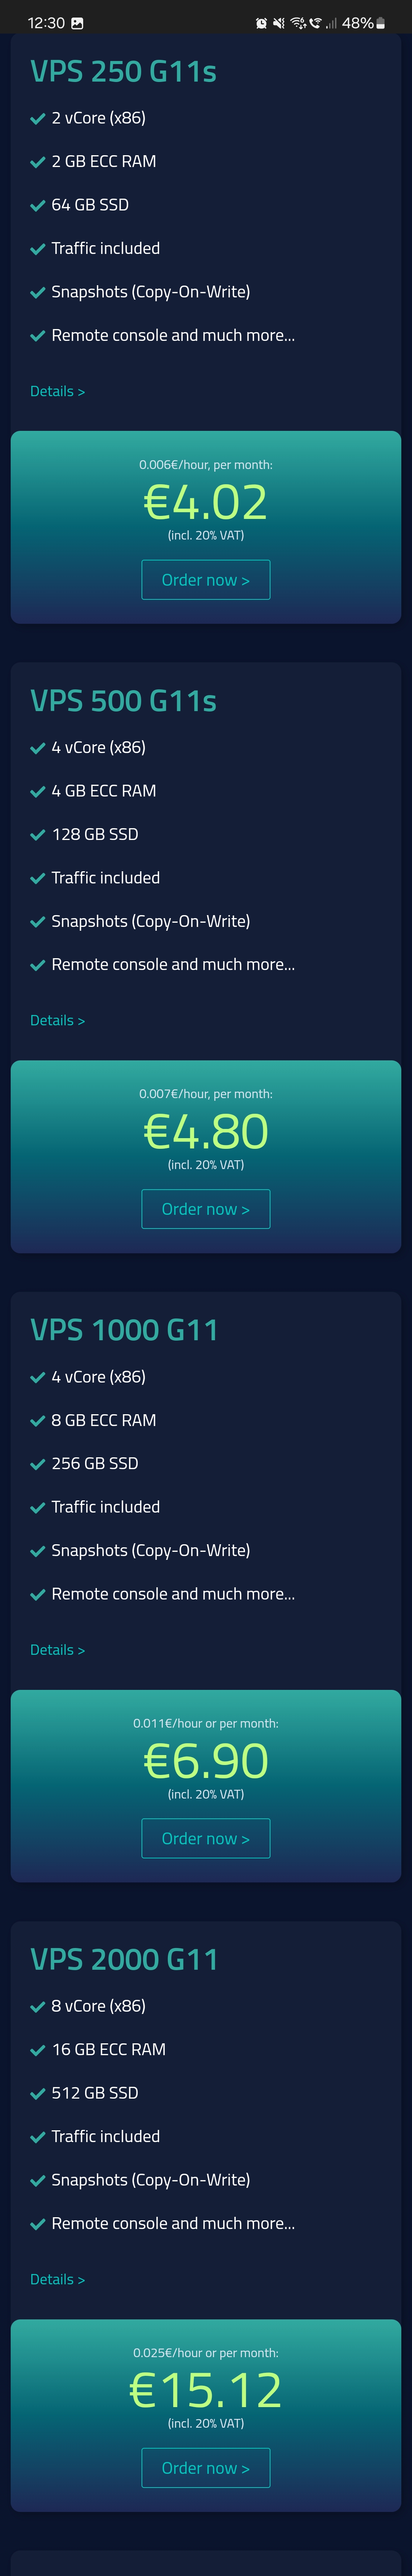 12:30
48%
VPS 250 G11s
2 vCore (x86)
2 GB ECC RAM
64 GB SSD
Traffic included
Snapshots (Copy-On-Write)
Remote console and much more...
Details >
0.006€/hour, per month:
€4.02
(incl. 20% VAT)
Order now >
VPS 500 G11s
4 vCore (x86)
4 GB ECC RAM
128 GB SSD
Traffic included
Snapshots (Copy-On-Write)
Remote console and much more...
Details >
0.007€/hour, per month:
€4.80
(incl. 20% VAT)
Order now >
VPS 1000 G11
4 vCore (x86)
8 GB ECC RAM
256 GB SSD
Traffic included
Snapshots (Copy-On-Write)
Remote console and much more...
Details >
0.011€/hour or per month:
€6.90
(incl. 20% VAT)
Order now >
VPS 2000 G11
8 vCore (x86)
16 GB ECC RAM
512 GB SSD
Traffic included
Snapshots (Copy-On-Write)
Remote console and much more...
Details >
0.025€/hour or per month:
€15.12
(incl. 20% VAT)
Order now >